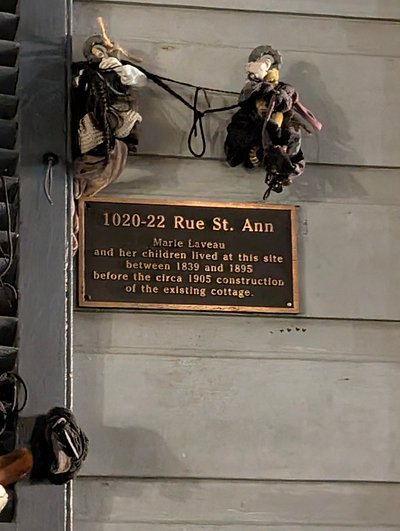 1020-22 Rue St. Ann
Marie Laveau
and her children lived at this site
between 1839 and 1895
before the circa 1905 construction
of the existing cottage.